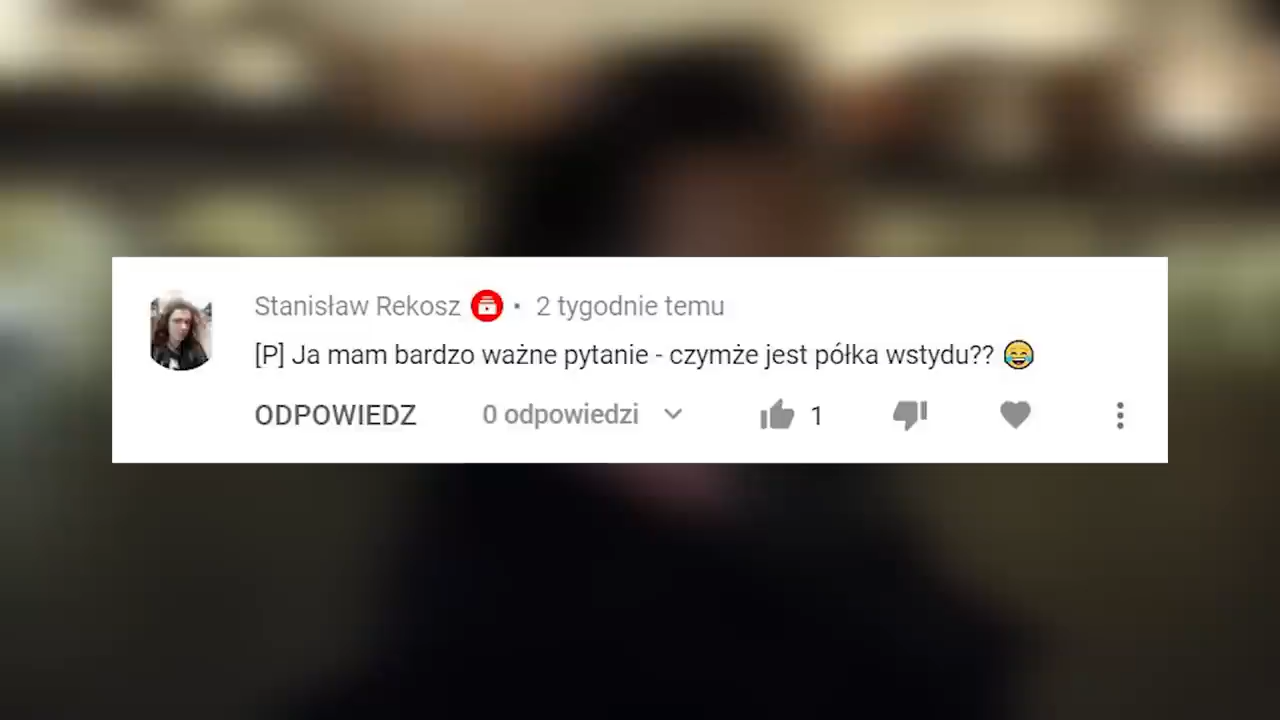 Stanisław Rekosz • 2 tygodnie temu
[P] Ja mam bardzo ważne pytanie - czymże jest półka wstydu?? 😂
ODPOWIEDZ 0 odpowiedzi 1